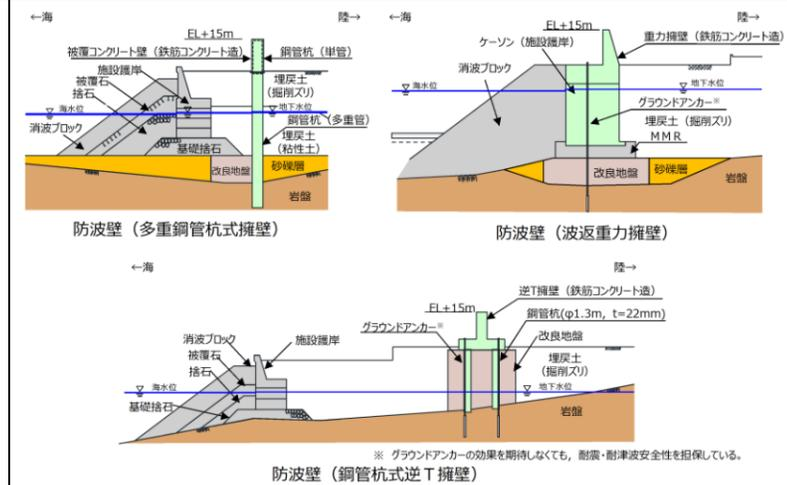 ←海
陸→
EL+15m
被覆コンクリート壁（鉄筋コンクリート造）
鋼管杭（単管）
施設護岸
被覆石
捨石
埋戻土
（掘削ズリ）
海水位
地下水位
鋼管杭（多重管）
消波ブロック
埋戻土
（粘性土）
基礎捨石
改良地盤
砂礫層
岩盤
防波壁（多重鋼管杭式擁壁）
←海
陸→
EL+15m
重力擁壁（鉄筋コンクリート造）
ケーソン（施設護岸）
消波ブロック
海水位
地下水位
グラウンドアンカー※
埋戻土（掘削ズリ）
MMR
改良地盤
砂礫層
岩盤
防波壁（波返重力擁壁）
←海
陸→
逆T擁壁（鉄筋コンクリート造）
EL+15m
鋼管杭(φ1.3m, t=22mm)
グラウンドアンカー※
改良地盤
消波ブロック
施設護岸
被覆石
捨石
埋戻土
（掘削ズリ）
海水位
地下水位
基礎捨石
岩盤
※ グラウンドアンカーの効果を期待しなくても，耐震・耐津波安全性を担保している。
防波壁（鋼管杭式逆Ｔ擁壁）